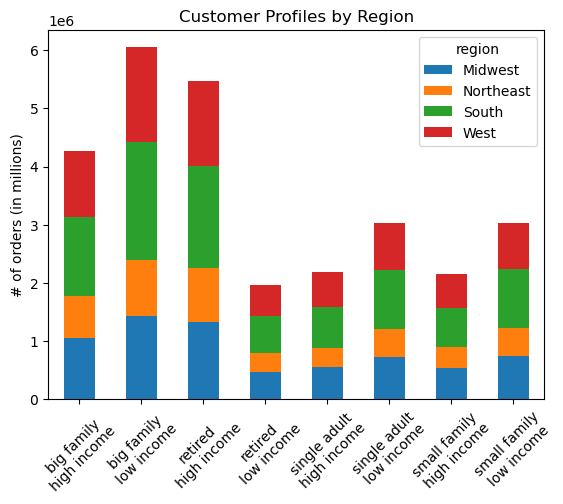 Customer Profiles by Region
1e6
region
Midwest
Northeast
South
West
# of orders (in millions)
6
5
4
3
2
1
0
big family
high income
big family
low income
retired
high income
retired
low income
single adult
high income
single adult
low income
small family
high income
small family
low income